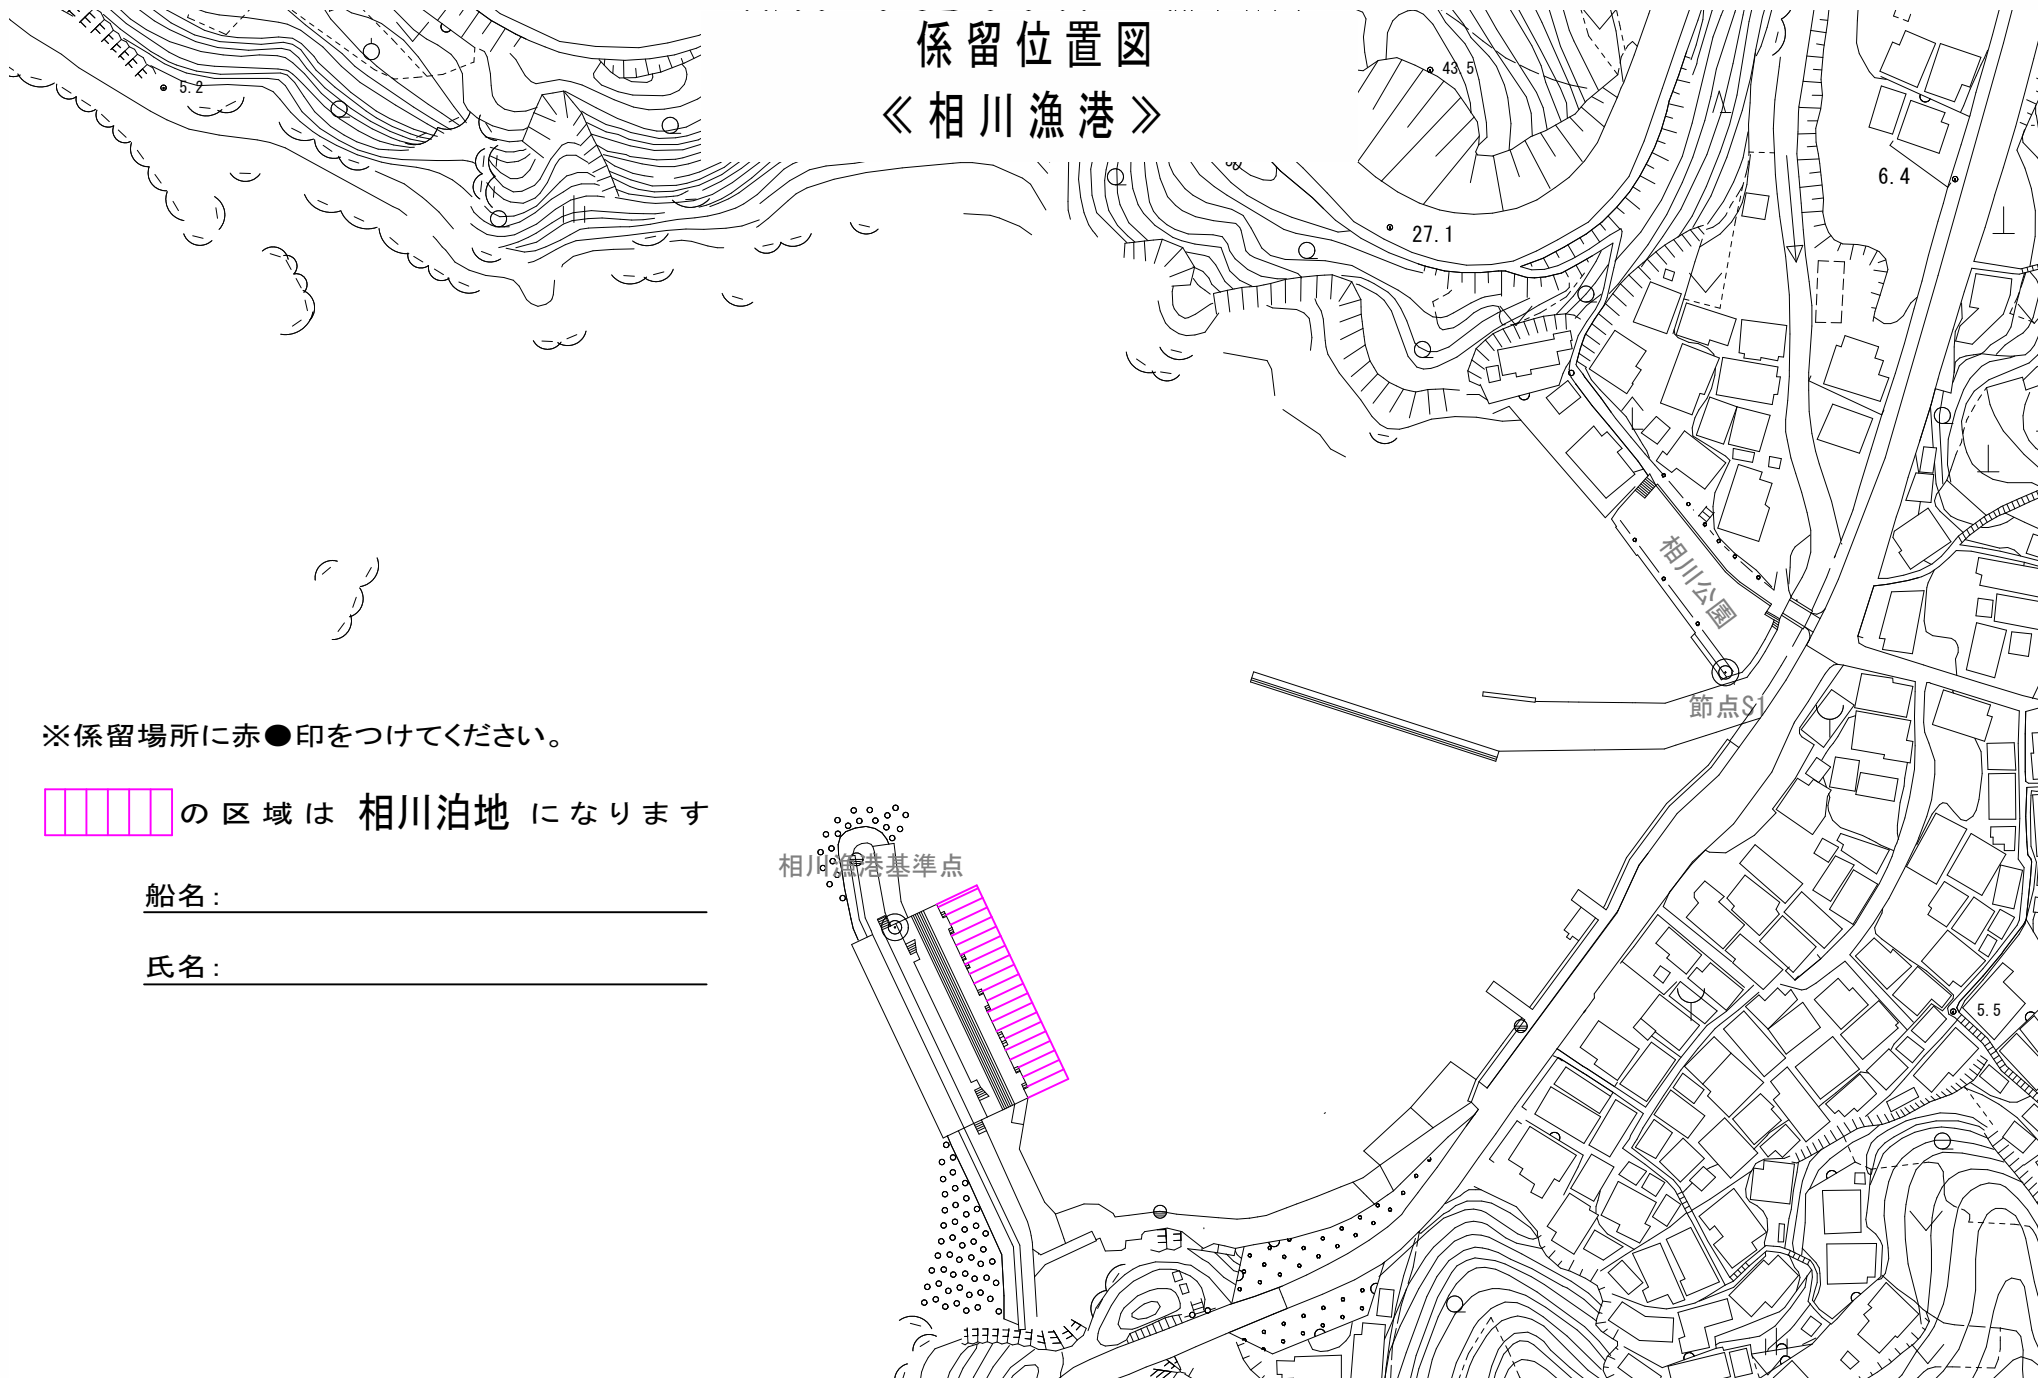 係留位置図
≪相川漁港≫
5.2
43.5
6.4
27.1
相川公園
節点S1
※係留場所に赤●印をつけてください。
の区域は 相川泊地 になります
相川漁港基準点
船名：
氏名：
5.5